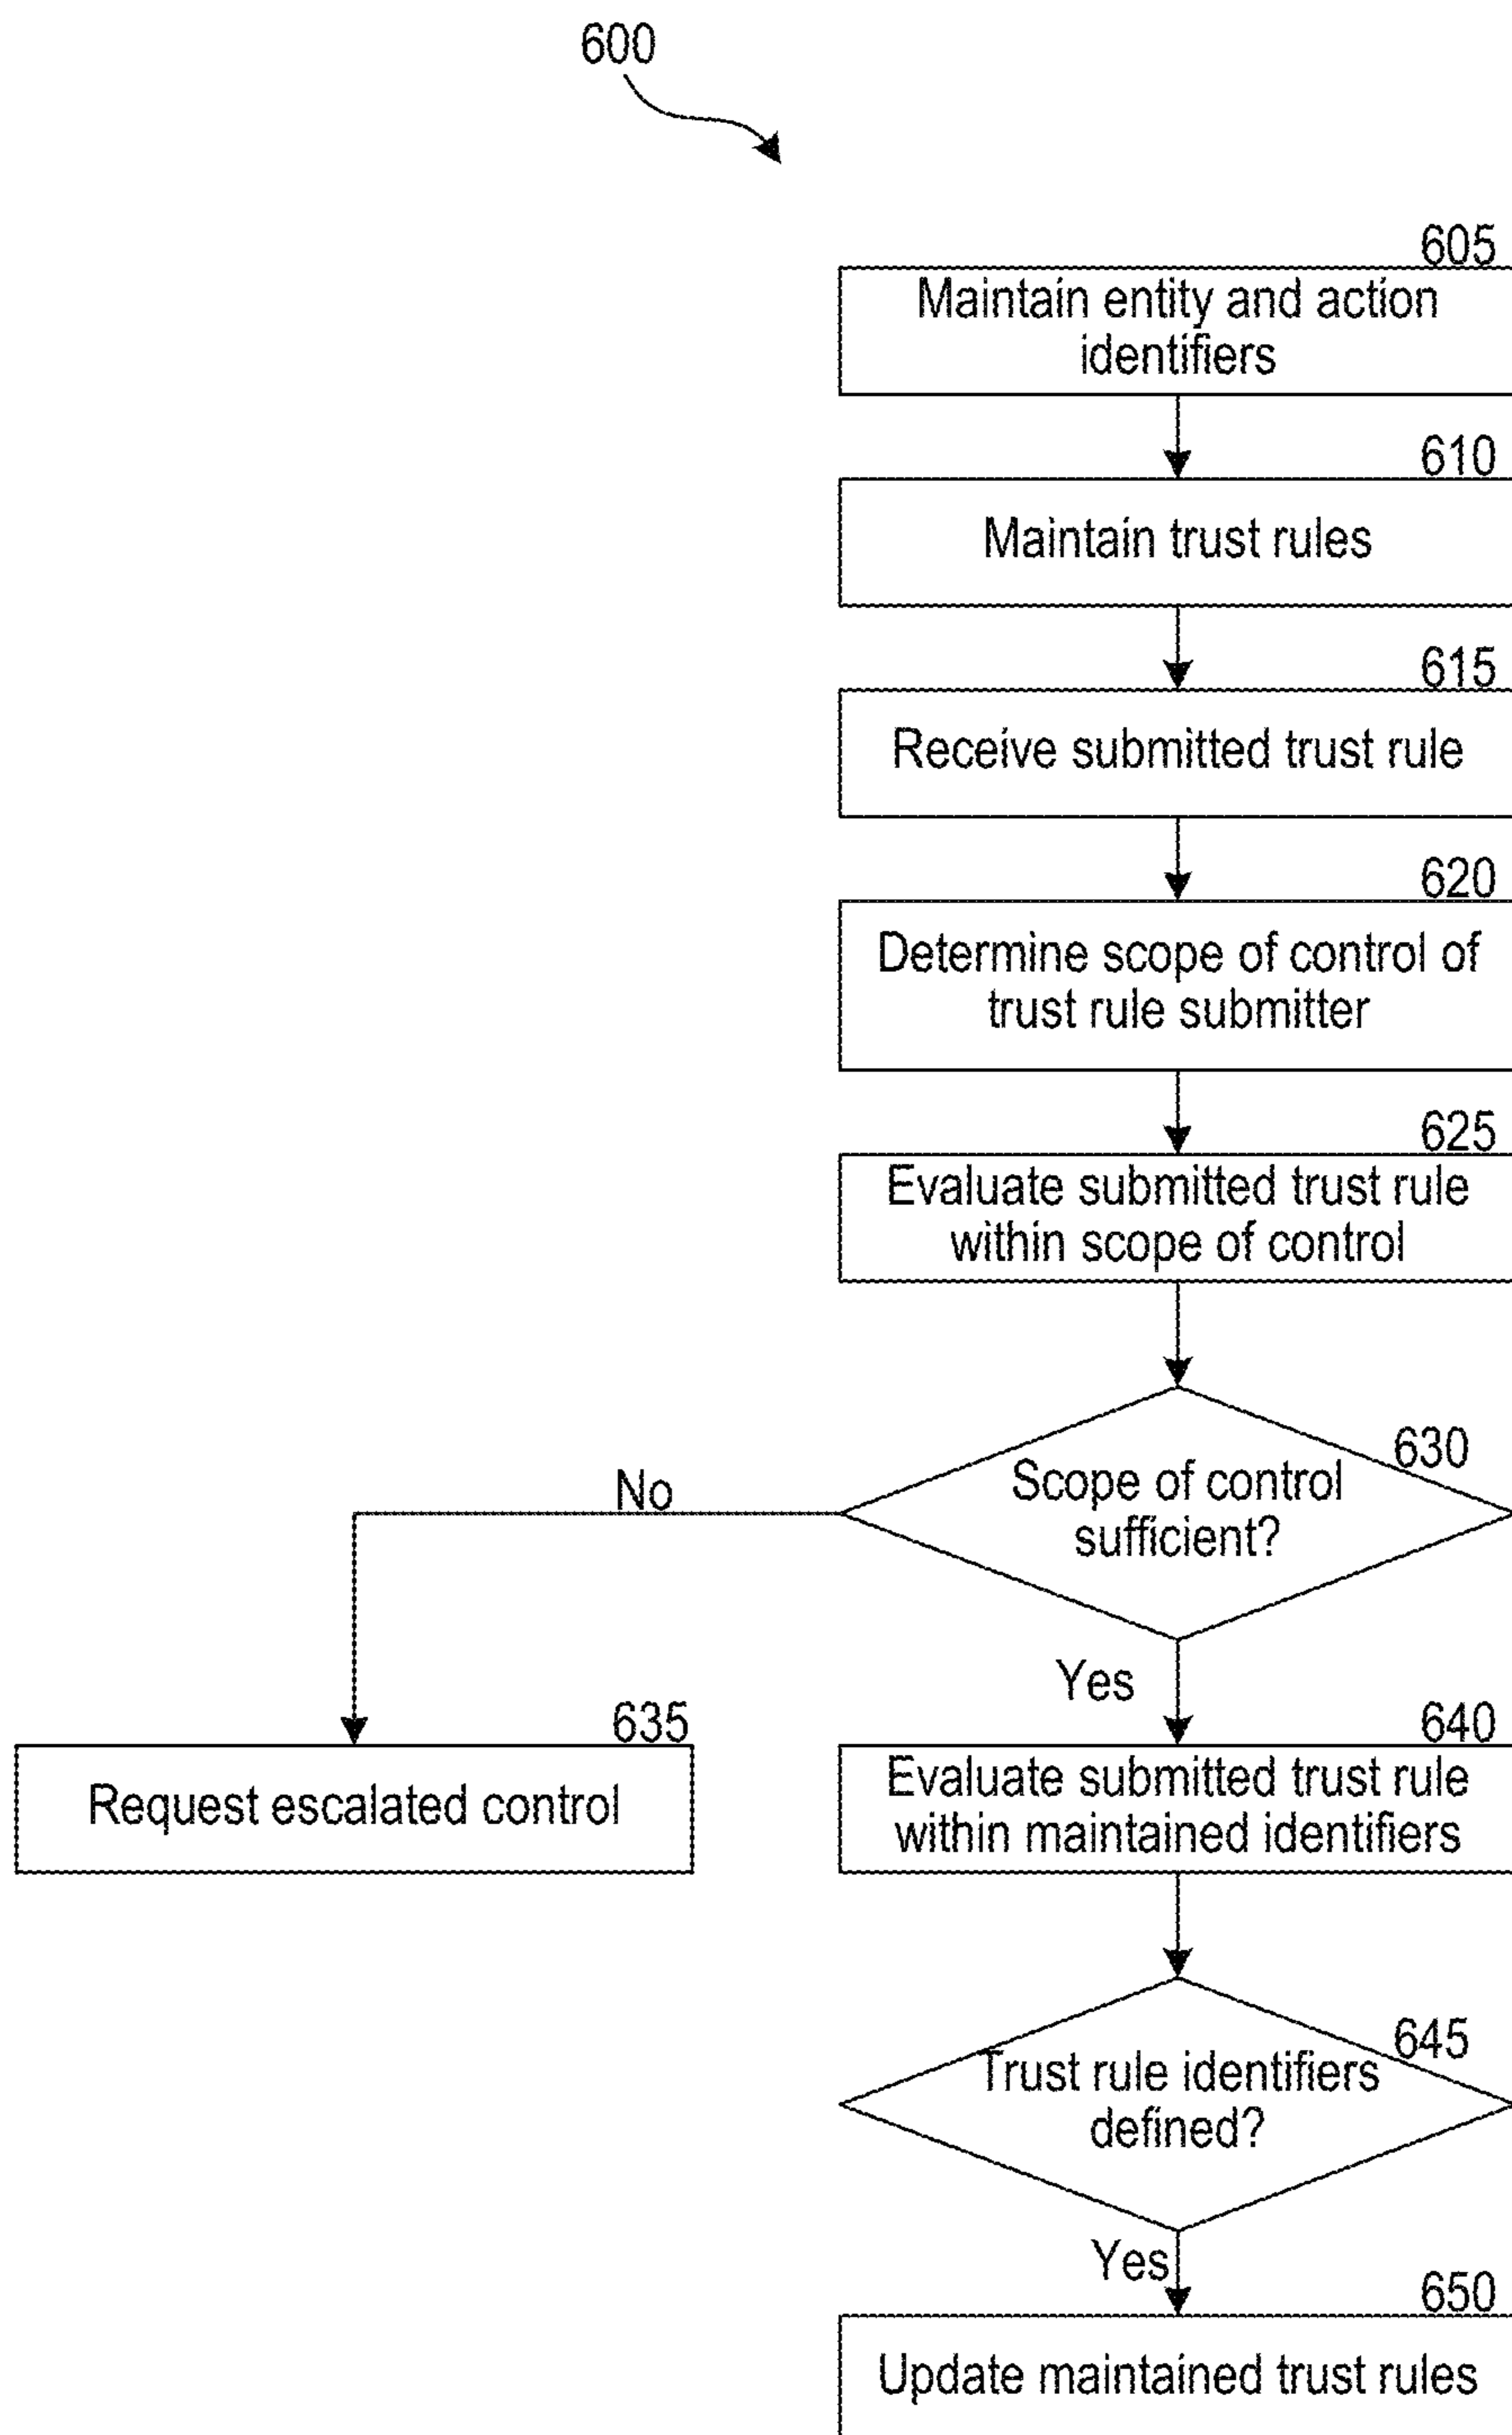 600
605
Maintain entity and action
identifiers
610
Maintain trust rules
615
Receive submitted trust rule
620
Determine scope of control of
trust rule submitter
625
Evaluate submitted trust rule
within scope of control
630
Scope of control
sufficient?
No
Yes
635
Request escalated control
640
Evaluate submitted trust rule
within maintained identifiers
645
Trust rule identifiers
defined?
Yes
650
Update maintained trust rules